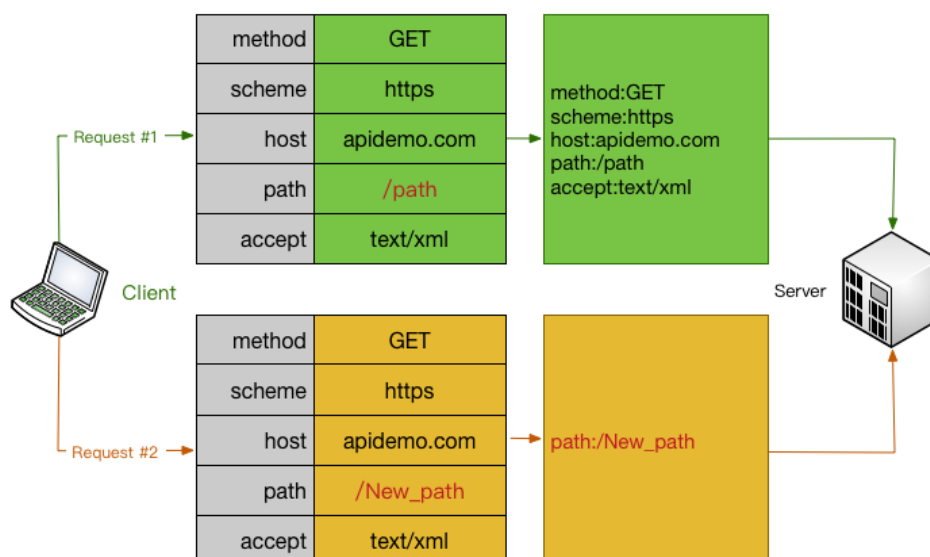 method GET
scheme https
host apidemo.com
path /path
accept text/xml
Request #1
method:GET
scheme:https
host:apidemo.com
path:/path
accept:text/xml
Client
Server
method GET
scheme https
host apidemo.com
path /New_path
accept text/xml
Request #2
path:/New_path